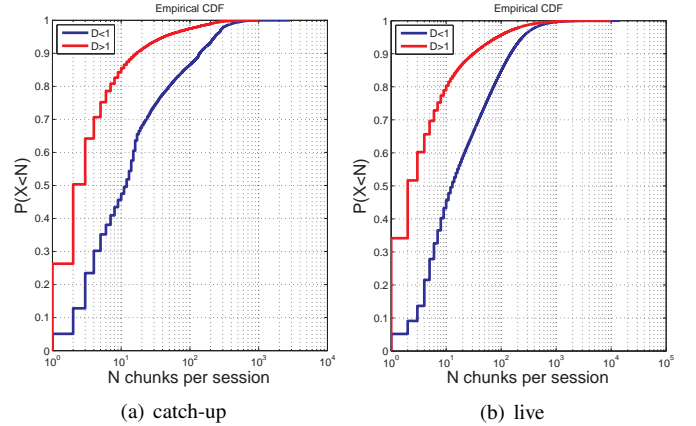 Empirical CDF
D<1
D>1
P(X<N)
1
0.9
0.8
0.7
0.6
0.5
0.4
0.3
0.2
0.1
0
10^0 10^1 10^2 10^3 10^4
N chunks per session
(a) catch-up
Empirical CDF
D<1
D>1
P(X<N)
1
0.9
0.8
0.7
0.6
0.5
0.4
0.3
0.2
0.1
0
10^0 10^1 10^2 10^3 10^4 10^5
N chunks per session
(b) live